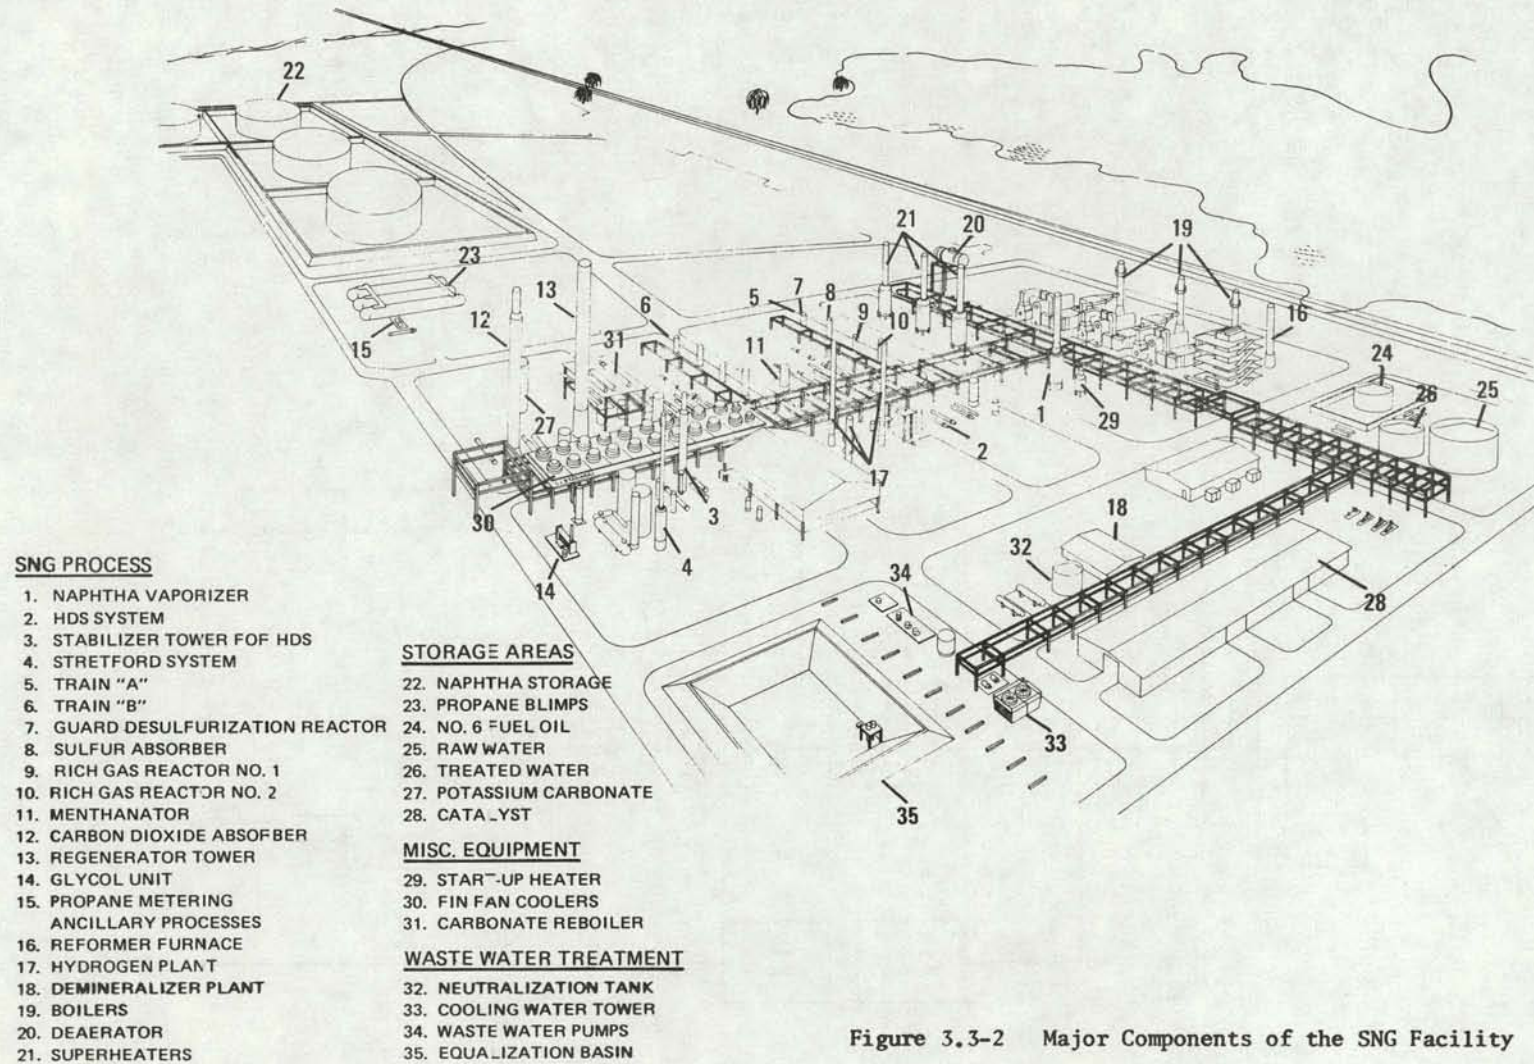 22
23
21
20
19
13
7
8
6
5
9
12
10
16
31
15
11
24
25
26
1
29
27
2
17
3
30
18
32
4
34
14
28
33
35
SNG PROCESS
1. NAPHTHA VAPORIZER
2. HDS SYSTEM
3. STABILIZER TOWER FOF HDS
4. STRETFORD SYSTEM
5. TRAIN "A"
6. TRAIN "B"
7. GUARD DESULFURIZATION REACTOR
8. SULFUR ABSORBER
9. RICH GAS REACTOR NO. 1
10. RICH GAS REACTOR NO. 2
11. MENTHANATOR
12. CARBON DIOXIDE ABSOFBER
13. REGENERATOR TOWER
14. GLYCOL UNIT
15. PROPANE METERING
ANCILLARY PROCESSES
16. REFORMER FURNACE
17. HYDROGEN PLANT
18. DEMINERALIZER PLANT
19. BOILERS
20. DEAERATOR
21. SUPERHEATERS
STORAGE AREAS
22. NAPHTHA STORAGE
23. PROPANE BLIMPS
24. NO. 6 FUEL OIL
25. RAW WATER
26. TREATED WATER
27. POTASSIUM CARBONATE
28. CATALYST
MISC. EQUIPMENT
29. START-UP HEATER
30. FIN FAN COOLERS
31. CARBONATE REBOILER
WASTE WATER TREATMENT
32. NEUTRALIZATION TANK
33. COOLING WATER TOWER
34. WASTE WATER PUMPS
35. EQUALIZATION BASIN
Figure 3.3-2 Major Components of the SNG Facility